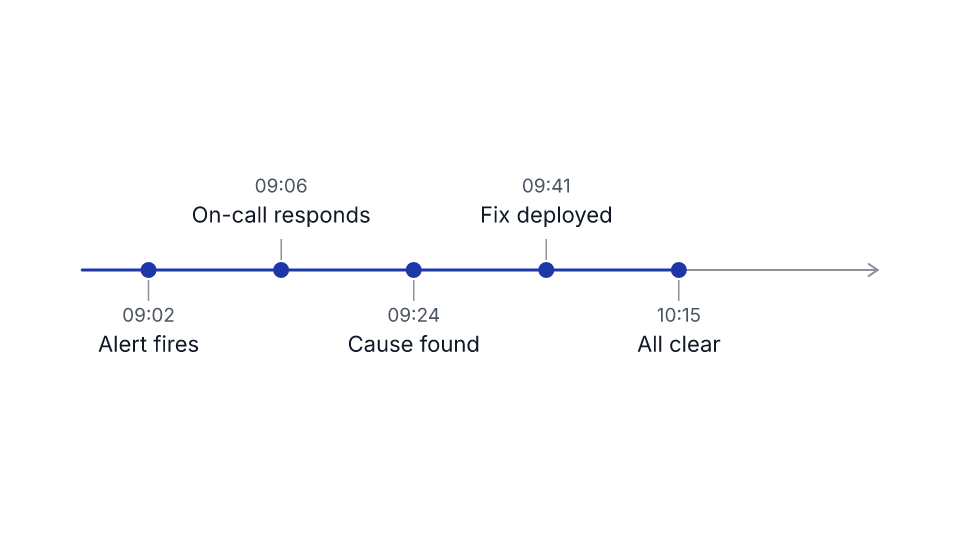 09:02
Alert fires
09:06
On-call responds
09:24
Cause found
09:41
Fix deployed
10:15
All clear